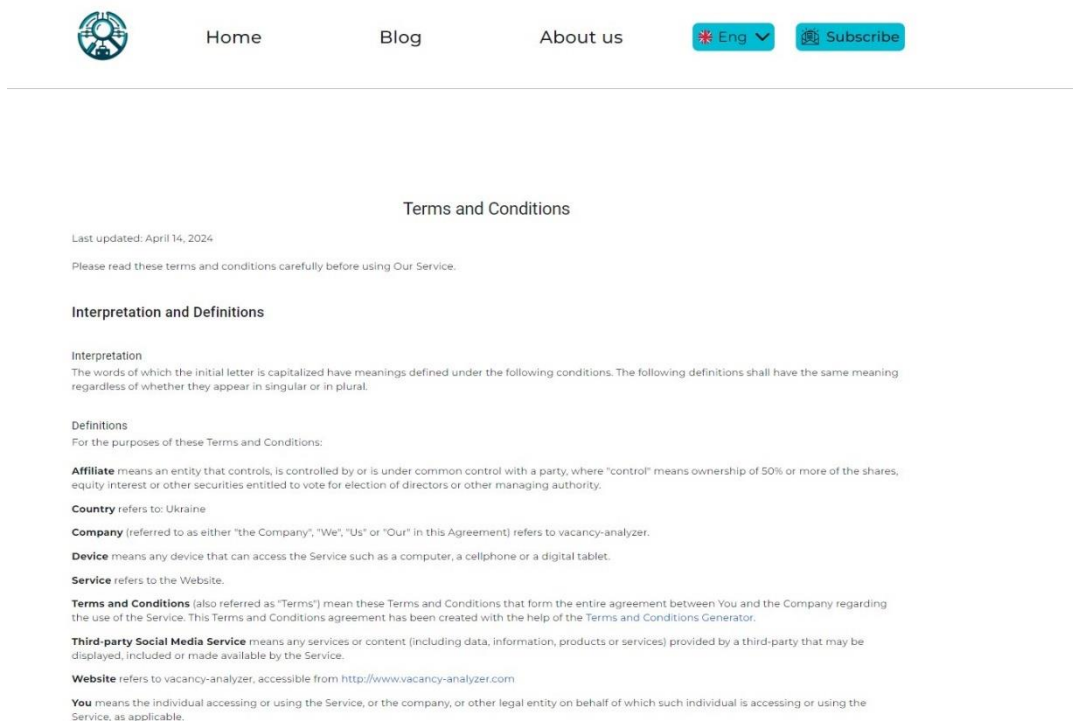 Home
Blog
About us
Eng
Subscribe
Terms and Conditions
Last updated: April 14, 2024
Please read these terms and conditions carefully before using Our Service.
Interpretation and Definitions
Interpretation
The words of which the initial letter is capitalized have meanings defined under the following conditions. The following definitions shall have the same meaning
regardless of whether they appear in singular or in plural.
Definitions
For the purposes of these Terms and Conditions:
Affiliate means an entity that controls, is controlled by or is under common control with a party, where "control" means ownership of 50% or more of the shares,
equity interest or other securities entitled to vote for election of directors or other managing authority.
Country refers to: Ukraine
Company (referred to as either "the Company", "We", "Us" or "Our" in this Agreement) refers to vacancy-analyzer.
Device means any device that can access the Service such as a computer, a cellphone or a digital tablet.
Service refers to the Website.
Terms and Conditions (also referred as "Terms") mean these Terms and Conditions that form the entire agreement between You and the Company regarding
the use of the Service. This Terms and Conditions agreement has been created with the help of the Terms and Conditions Generator.
Third-party Social Media Service means any services or content (including data, information, products or services) provided by a third-party that may be
displayed, included or made available by the Service.
Website refers to vacancy-analyzer, accessible from http://www.vacancy-analyzer.com
You means the individual accessing or using the Service, or the company, or other legal entity on behalf of which such individual is accessing or using the
Service, as applicable.